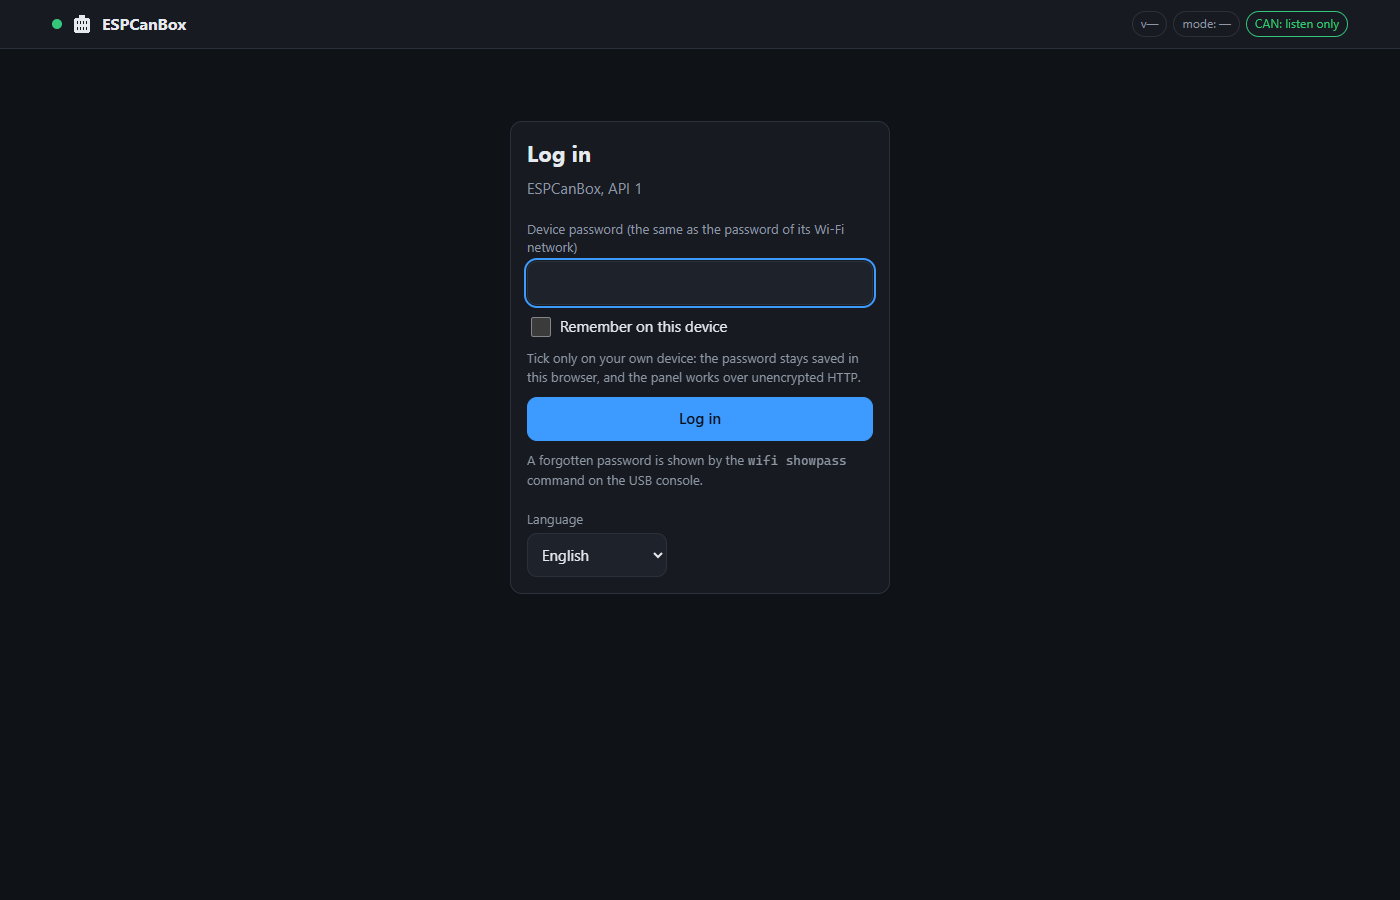 ESPCanBox
v—
mode: —
CAN: listen only
Log in
ESPCanBox, API 1
Device password (the same as the password of its Wi-Fi
network)
Remember on this device
Tick only on your own device: the password stays saved in
this browser, and the panel works over unencrypted HTTP.
Log in
A forgotten password is shown by the wifi showpass
command on the USB console.
Language
English